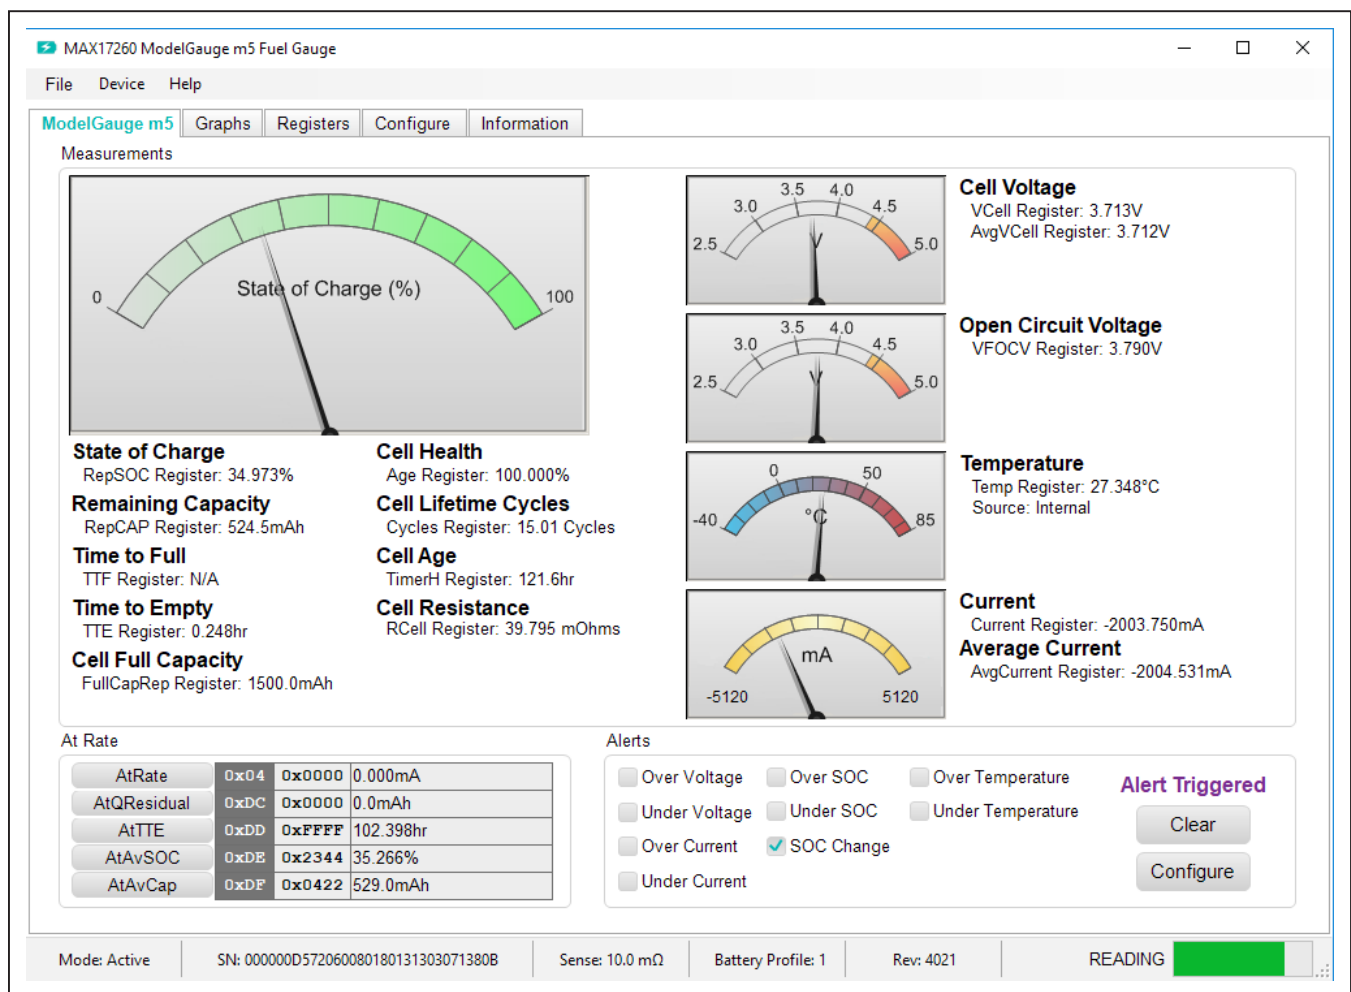 MAX17260 ModelGauge m5 Fuel Gauge
File Device Help
ModelGauge m5 Graphs Registers Configure Information
Measurements
0 State of Charge (%) 100
State of Charge
RepSOC Register: 34.973%
Remaining Capacity
RepCAP Register: 524.5mAh
Time to Full
TTF Register: N/A
Time to Empty
TTE Register: 0.248hr
Cell Full Capacity
FullCapRep Register: 1500.0mAh
Cell Health
Age Register: 100.000%
Cell Lifetime Cycles
Cycles Register: 15.01 Cycles
Cell Age
TimerH Register: 121.6hr
Cell Resistance
RCell Register: 39.795 mOhms
2.5 3.0 3.5 4.0 4.5 5.0
V
Cell Voltage
VCell Register: 3.713V
AvgVCell Register: 3.712V
2.5 3.0 3.5 4.0 4.5 5.0
V
Open Circuit Voltage
VFOCV Register: 3.790V
-40 0 50 85
°C
Temperature
Temp Register: 27.348°C
Source: Internal
mA
-5120 5120
Current
Current Register: -2003.750mA
Average Current
AvgCurrent Register: -2004.531mA
At Rate
AtRate 0x04 0x0000 0.000mA
AtQResidual 0xDC 0x0000 0.0mAh
AtTTE 0xDD 0xFFFF 102.398hr
AtAvSOC 0xDE 0x2344 35.266%
AtAvCap 0xDF 0x0422 529.0mAh
Alerts
Over Voltage Over SOC Over Temperature
Under Voltage Under SOC Under Temperature
Over Current SOC Change
Under Current
Alert Triggered
Clear
Configure
Mode: Active SN: 000000D572060080180131303071380B Sense: 10.0 mΩ Battery Profile: 1 Rev: 4021 READING